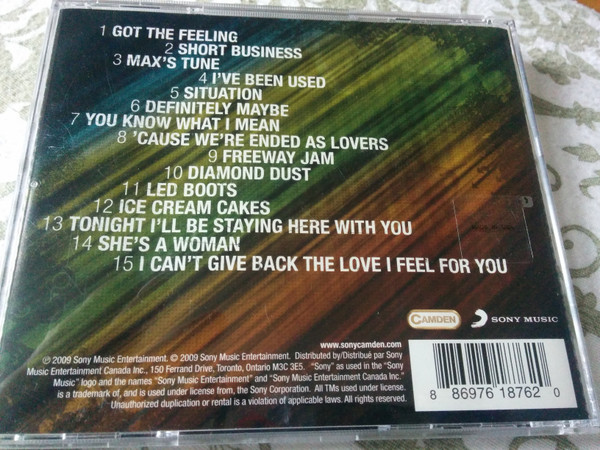 1 GOT THE FEELING
2 SHORT BUSINESS
3 MAX'S TUNE
4 I'VE BEEN USED
5 SITUATION
6 DEFINITELY MAYBE
7 YOU KNOW WHAT I MEAN
8 'CAUSE WE'RE ENDED AS LOVERS
9 FREEWAY JAM
10 DIAMOND DUST
11 LED BOOTS
12 ICE CREAM CAKES
13 TONIGHT I'LL BE STAYING HERE WITH YOU
14 SHE'S A WOMAN
15 I CAN'T GIVE BACK THE LOVE I FEEL FOR YOU
CAMDEN
SONY MUSIC
www.sonycamden.com
℗ 2009 Sony Music Entertainment. © 2009 Sony Music Entertainment. Distributed by/Distribué par Sony
Music Entertainment Canada Inc., 150 Ferrand Drive, Toronto, Ontario M3C 3E5. "Sony" as used in the "Sony
Music" logo and the names "Sony Music Entertainment" and "Sony Music Entertainment Canada Inc."
is a trademark of, and is used under license from, the Sony Corporation. All TMs used under license.
Unauthorized duplication or rental is a violation of applicable laws. All rights reserved.
8 86976 18762 0